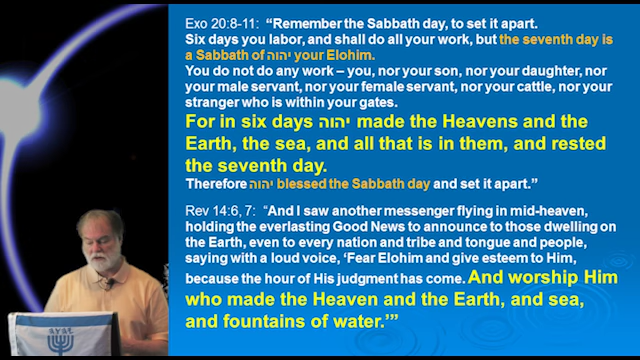 Exo 20:8-11: “Remember the Sabbath day, to set it apart.
Six days you labor, and shall do all your work, but the seventh day is
a Sabbath of יהוה your Elohim.
You do not do any work – you, nor your son, nor your daughter, nor
your male servant, nor your female servant, nor your cattle, nor your
stranger who is within your gates.
For in six days יהוה made the Heavens and the
Earth, the sea, and all that is in them, and rested
the seventh day.
Therefore יהוה blessed the Sabbath day and set it apart.”
Rev 14:6, 7: “And I saw another messenger flying in mid-heaven,
holding the everlasting Good News to announce to those dwelling on
the Earth, even to every nation and tribe and tongue and people,
saying with a loud voice, ‘Fear Elohim and give esteem to Him,
because the hour of His judgment has come. And worship Him
who made the Heaven and the Earth, and sea,
and fountains of water.’”